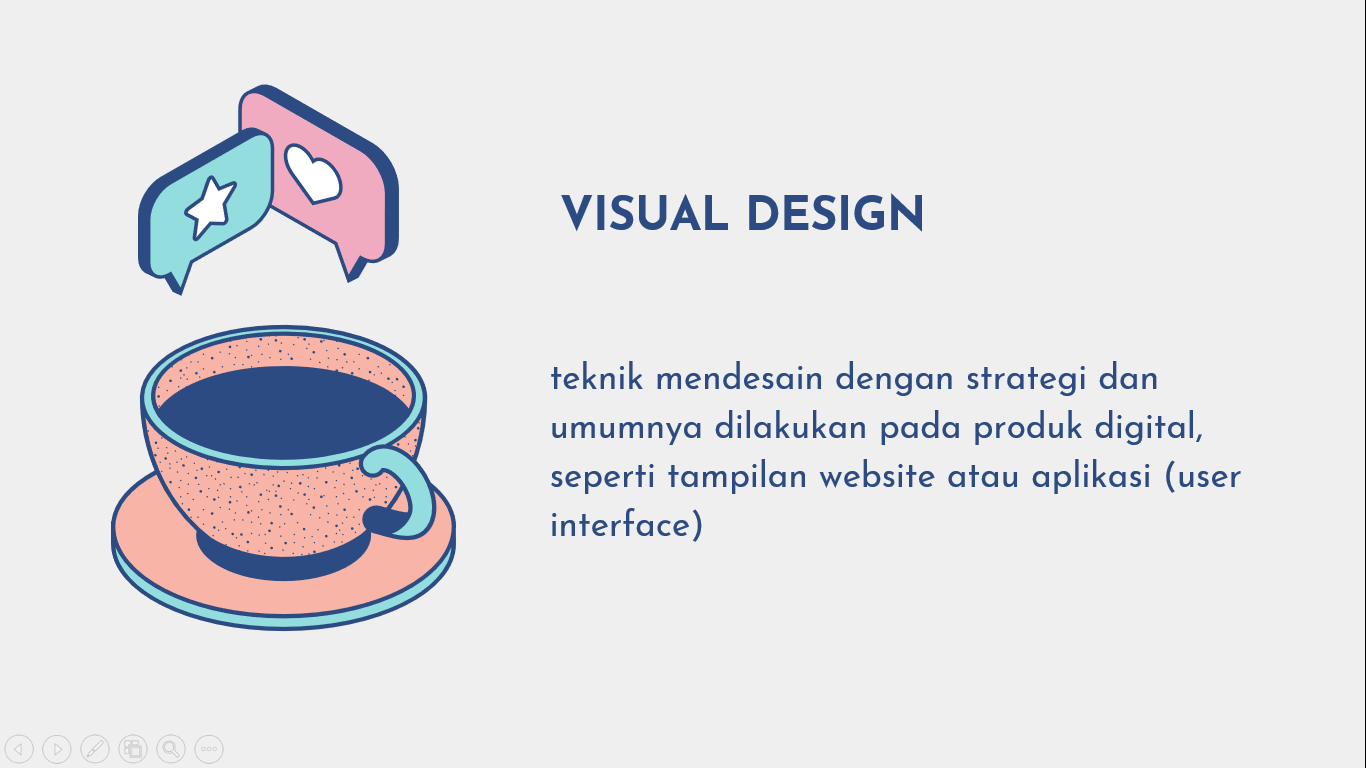 VISUAL DESIGN
teknik mendesain dengan strategi dan
umumnya dilakukan pada produk digital,
seperti tampilan website atau aplikasi (user
interface)